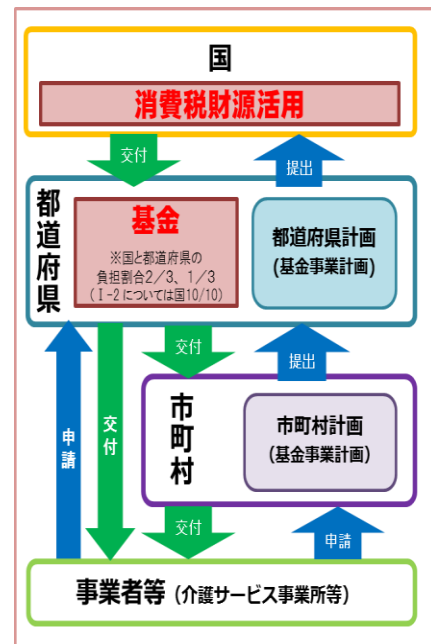 国
消費税財源活用
交付
提出
都道府県
基金
※国と都道府県の
負担割合2/3、1/3
(Ⅰ-2については国10/10)
都道府県計画
(基金事業計画)
交付
提出
申請
交付
市町村
市町村計画
(基金事業計画)
交付
申請
事業者等 (介護サービス事業所等)